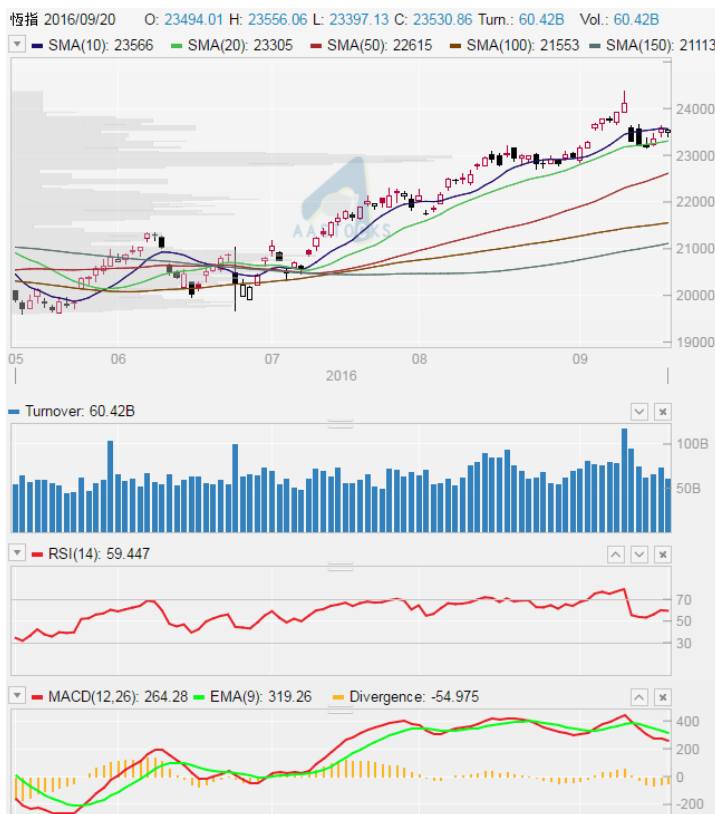 恆指 2016/09/20 O: 23494.01 H: 23556.06 L: 23397.13 C: 23530.86 Turn.: 60.42B Vol.: 60.42B
SMA(10): 23566 SMA(20): 23305 SMA(50): 22615 SMA(100): 21553 SMA(150): 21113
24000
23000
22000
AASTOCKS
21000
20000
19000
05 06 07 08 09
2016
Turnover: 60.42B
100B
50B
RSI(14): 59.447
70
50
30
MACD(12,26): 264.28 EMA(9): 319.26 Divergence: -54.975
400
200
0
-200